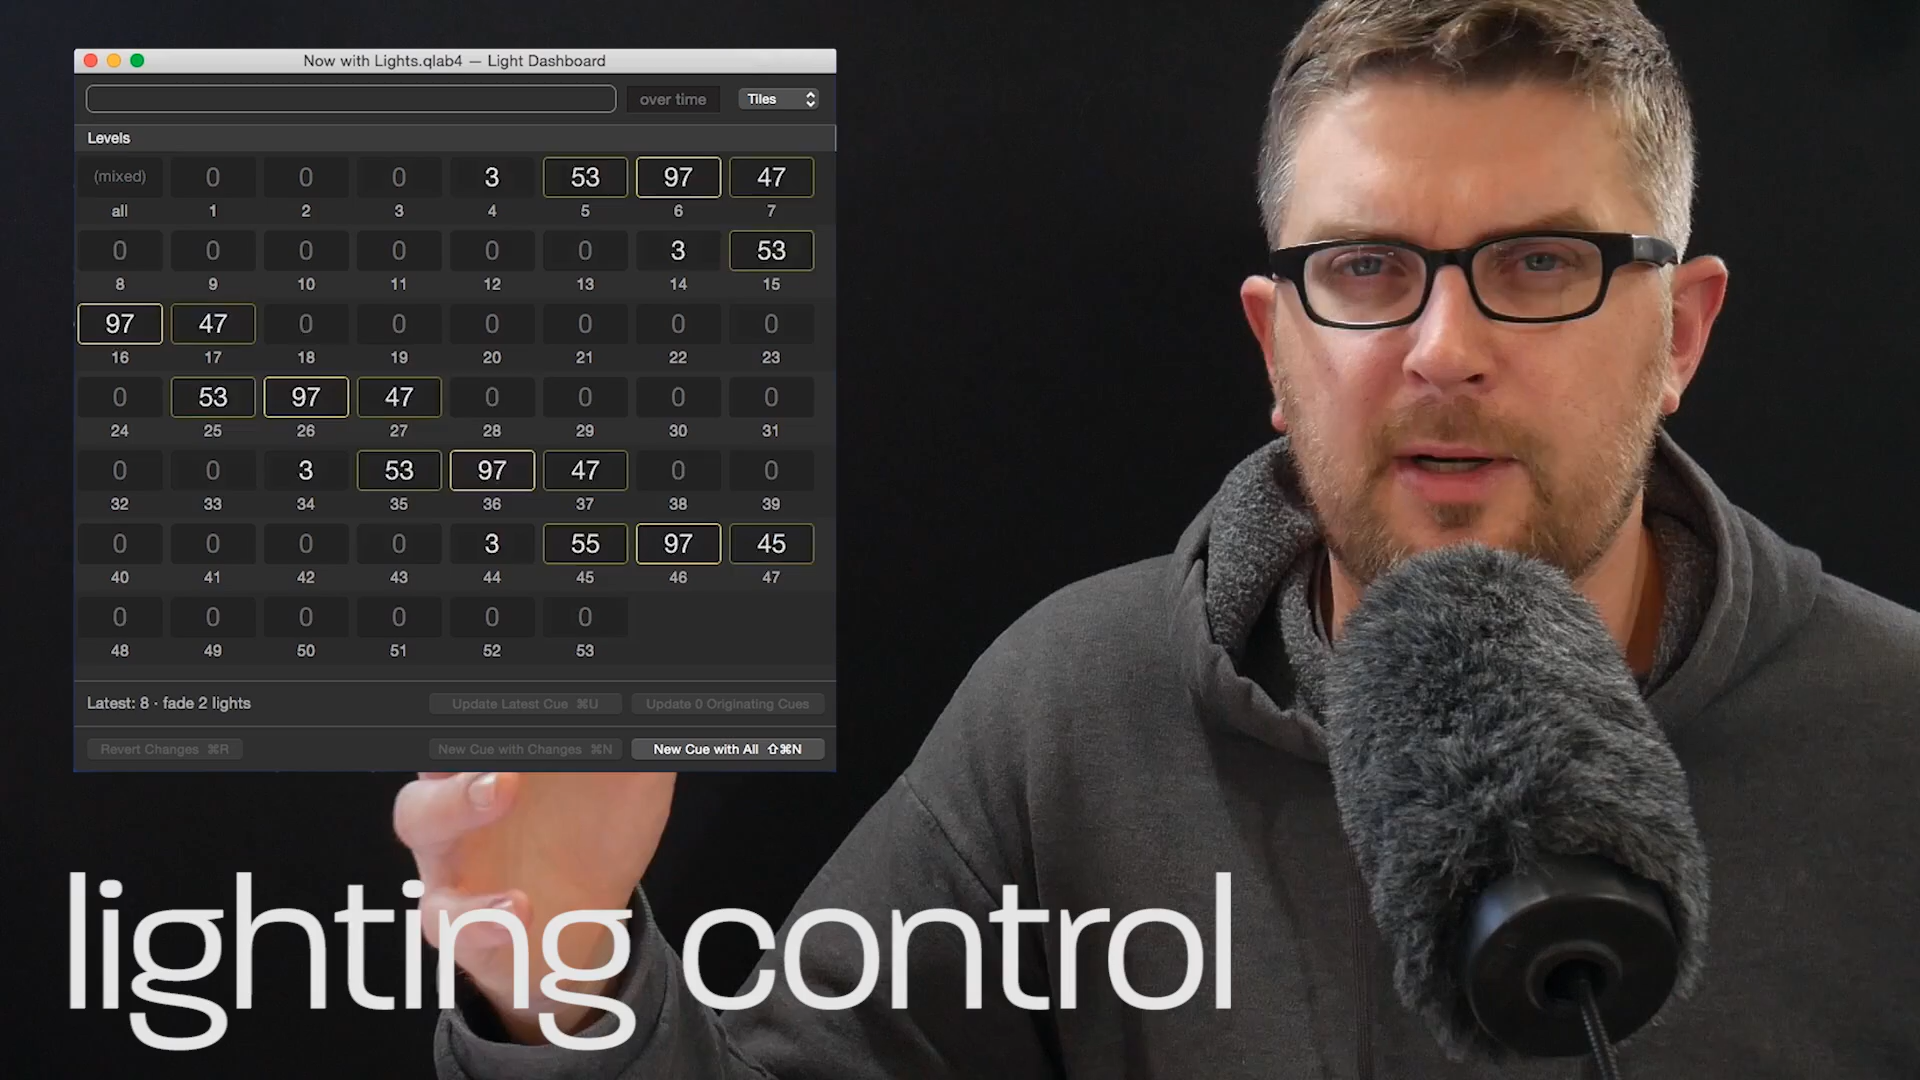 Now with Lights.qlab4 — Light Dashboard
over time Tiles
Levels
(mixed) 0 0 0 3 53 97 47
all 1 2 3 4 5 6 7
0 0 0 0 0 0 3 53
8 9 10 11 12 13 14 15
97 47 0 0 0 0 0 0
16 17 18 19 20 21 22 23
0 53 97 47 0 0 0 0
24 25 26 27 28 29 30 31
0 0 3 53 97 47 0 0
32 33 34 35 36 37 38 39
0 0 0 0 3 55 97 45
40 41 42 43 44 45 46 47
0 0 0 0 0 0
48 49 50 51 52 53
Latest: 8 · fade 2 lights Update Latest Cue ⌘U Update 0 Originating Cues
Revert Changes ⌘R New Cue with Changes ⌘N New Cue with All ⇧⌘N
lighting control